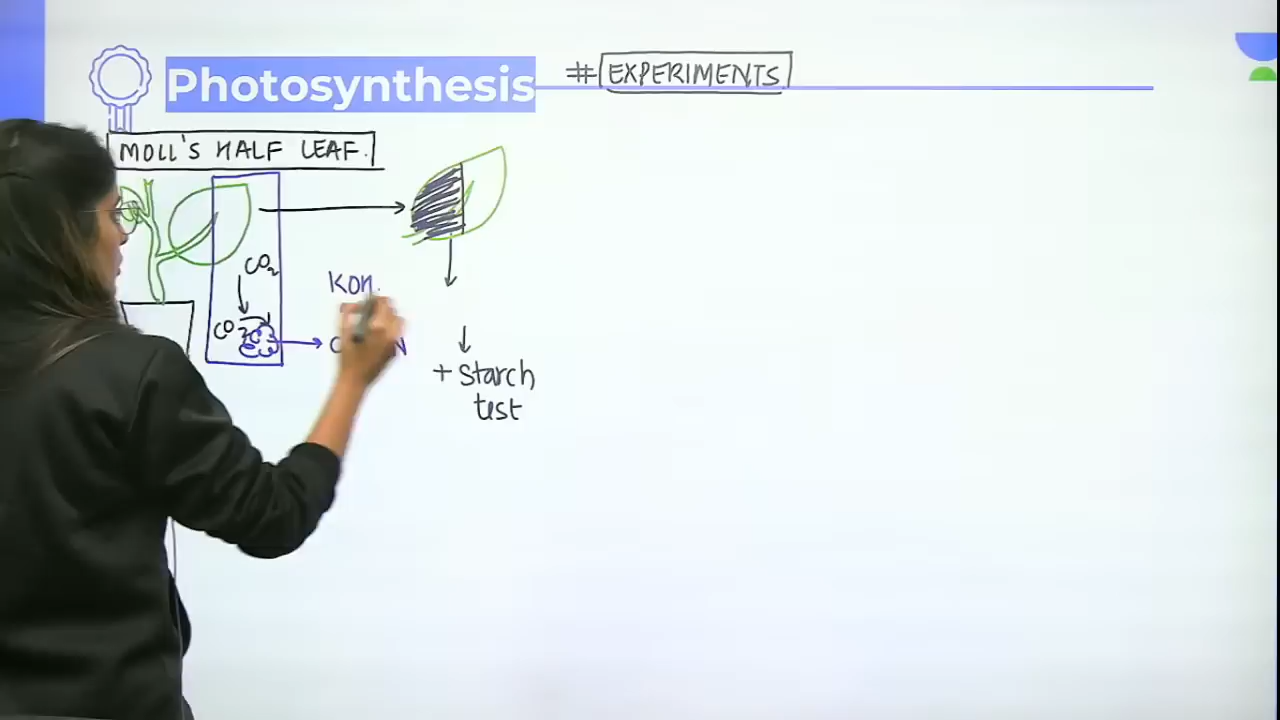 Photosynthesis
# EXPERIMENTS
MOLL'S HALF LEAF.
CO2
KOH
CO2
+ Starch
test